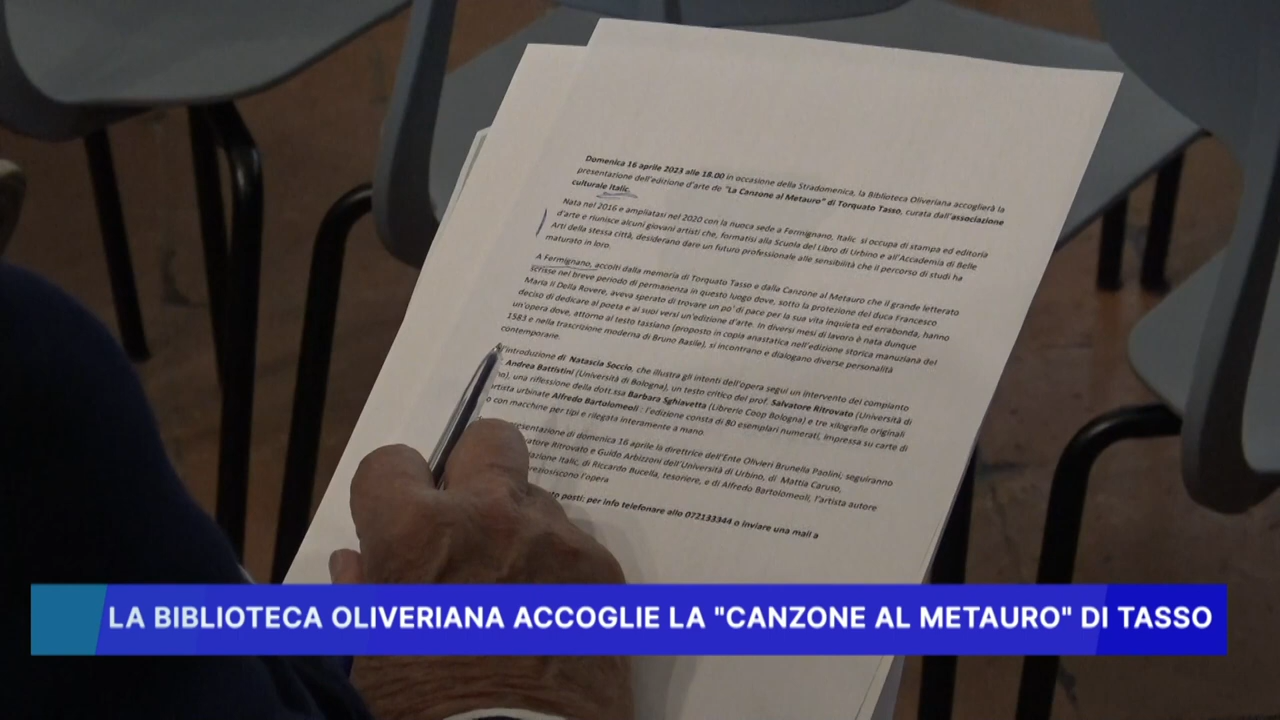 Domenica 16 aprile 2023 alle 18.00 in occasione della Stradomenica, la Biblioteca Oliveriana accoglierà la
presentazione dell'edizione d'arte de "La Canzone al Metauro" di Torquato Tasso, curata dall'associazione
culturale Italic.
Nata nel 2016 e ampliatasi nel 2020 con la nuoca sede a Fermignano, Italic si occupa di stampa ed editoria
d'arte e riunisce alcuni giovani artisti che, formatisi alla Scuola del Libro di Urbino e all'Accademia di Belle
Arti della stessa città, desiderano dare un futuro professionale alle sensibilità che il percorso di studi ha
maturato in loro.
A Fermignano, accolti dalla memoria di Torquato Tasso e dalla Canzone al Metauro che il grande letterato
scrisse nel breve periodo di permanenza in questo luogo dove, sotto la protezione del duca Francesco
Maria II Della Rovere, aveva sperato di trovare un po' di pace per la sua vita inquieta ed errabonda, hanno
deciso di dedicare al poeta e ai suoi versi un'edizione d'arte. In diversi mesi di lavoro è nata dunque
un'opera dove, attorno al testo tassiano (proposto in copia anastatica nell'edizione storica manuziana del
1583 e nella trascrizione moderna di Bruno Basile), si incontrano e dialogano diverse personalità
contemporanie.
l'introduzione di Natascia Soccio, che illustra gli intenti dell'opera segui un intervento del compianto
Andrea Battistini (Università di Bologna), un testo critico del prof. Salvatore Ritrovato (Università di
una riflessione della dott.ssa Barbara Sghiavetta (Librerie Coop Bologna) e tre xilografie originali
urbinate Alfredo Bartolomeoli : l'edizione consta di 80 esemplari numerati, impressa su carte di
con macchine per tipi e rilegata interamente a mano.
di domenica 16 aprile la direttrice dell'Ente Olivieri Brunella Paolini; seguiranno
Ritrovato e Guido Arbizzoni dell'Università di Urbino, di Mattia Caruso,
Italic, di Riccardo Bucella, tesoriere, e di Alfredo Bartolomeoli, l'artista autore
l'opera
posti; per info telefonare allo 072133344 o inviare una mail a
LA BIBLIOTECA OLIVERIANA ACCOGLIE LA "CANZONE AL METAURO" DI TASSO